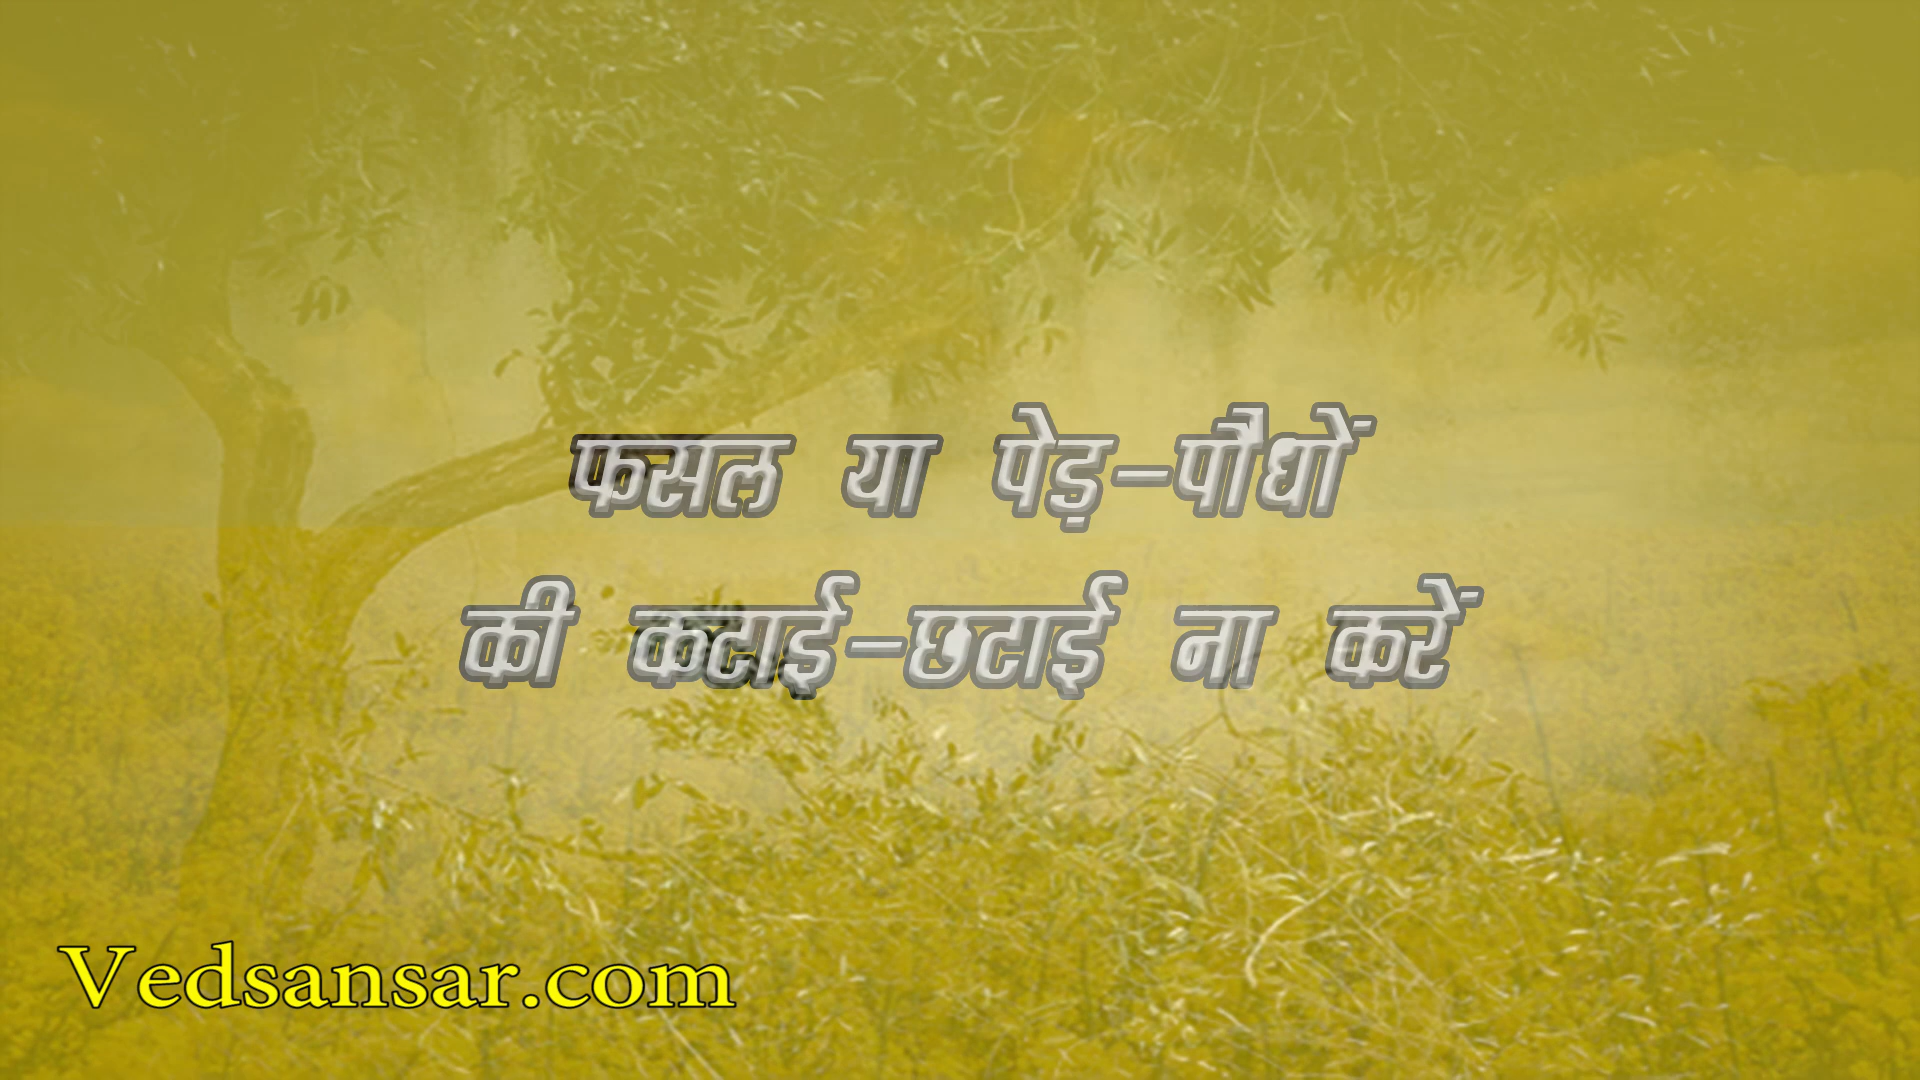 फसल या पेड़-पौधों
की कटाई-छटाई ना करें
Vedsansar.com